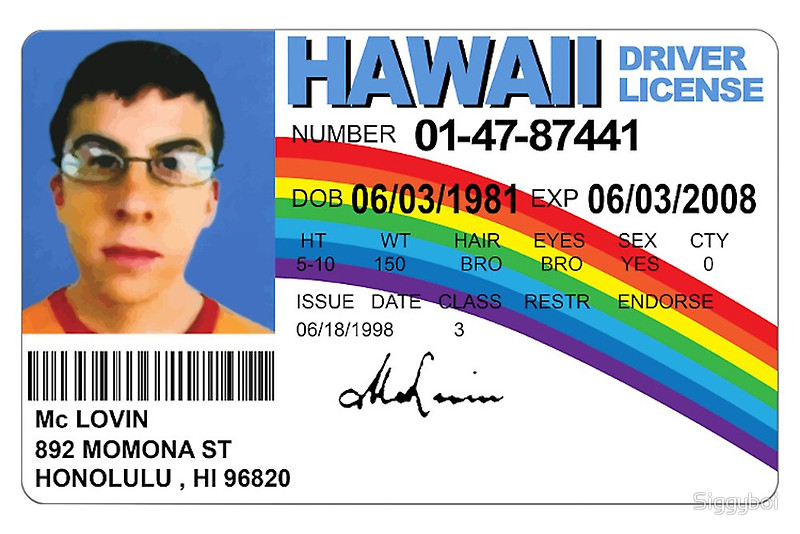 HAWAII DRIVER LICENSE
NUMBER 01-47-87441
DOB 06/03/1981 EXP 06/03/2008
HT WT HAIR EYES SEX CTY
5-10 150 BRO BRO YES 0
ISSUE DATE CLASS RESTR ENDORSE
06/18/1998 3
McLovin
Mc LOVIN
892 MOMONA ST
HONOLULU , HI 96820
Siggyboi